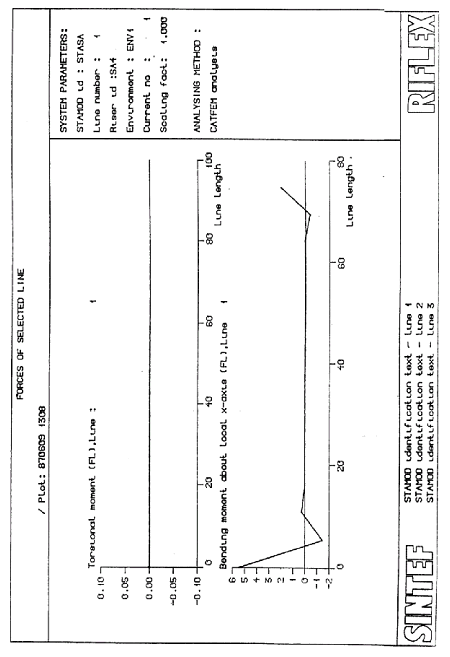 FORCES OF SELECTED LINE
/ Plot: 870609 1308
Torsional moment (FL),Line : 1
0.10
0.05
0.00
-0.05
-0.10
0 20 40 60 80 100
Line Length
Bending moment about local x-axis (FL),Line 1
6
5
4
3
2
1
0
-1
-2
0 20 40 60 80
Line Length.
SYSTEM PARAMETERS:
STAMOD id : STASA
Line number : 1
Riser id :SA1
Environment : ENV1
Current no : 1
Scaling fact: 1.000
ANALYSING METHOD :
CATFEM analysis
SINTEF
STAMOD identification text - Line 1
STAMOD identification text - Line 2
STAMOD identification text - Line 3
RIFLEX